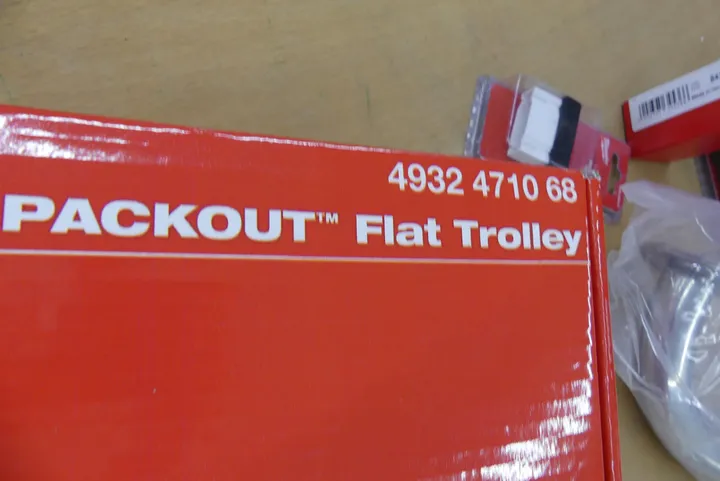 4932 4710 68
PACKOUT™ Flat Trolley